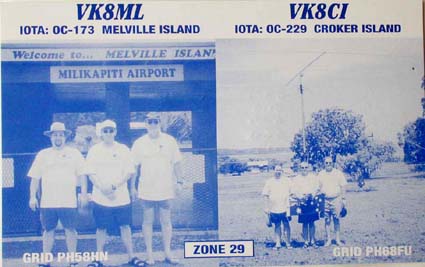 VK8ML
IOTA: OC-173 MELVILLE ISLAND
Welcome to... MELVILLE ISLAND
MILIKAPITI AIRPORT
GRID PH58HN
VK8CI
IOTA: OC-229 CROKER ISLAND
GRID PH68FU
ZONE 29